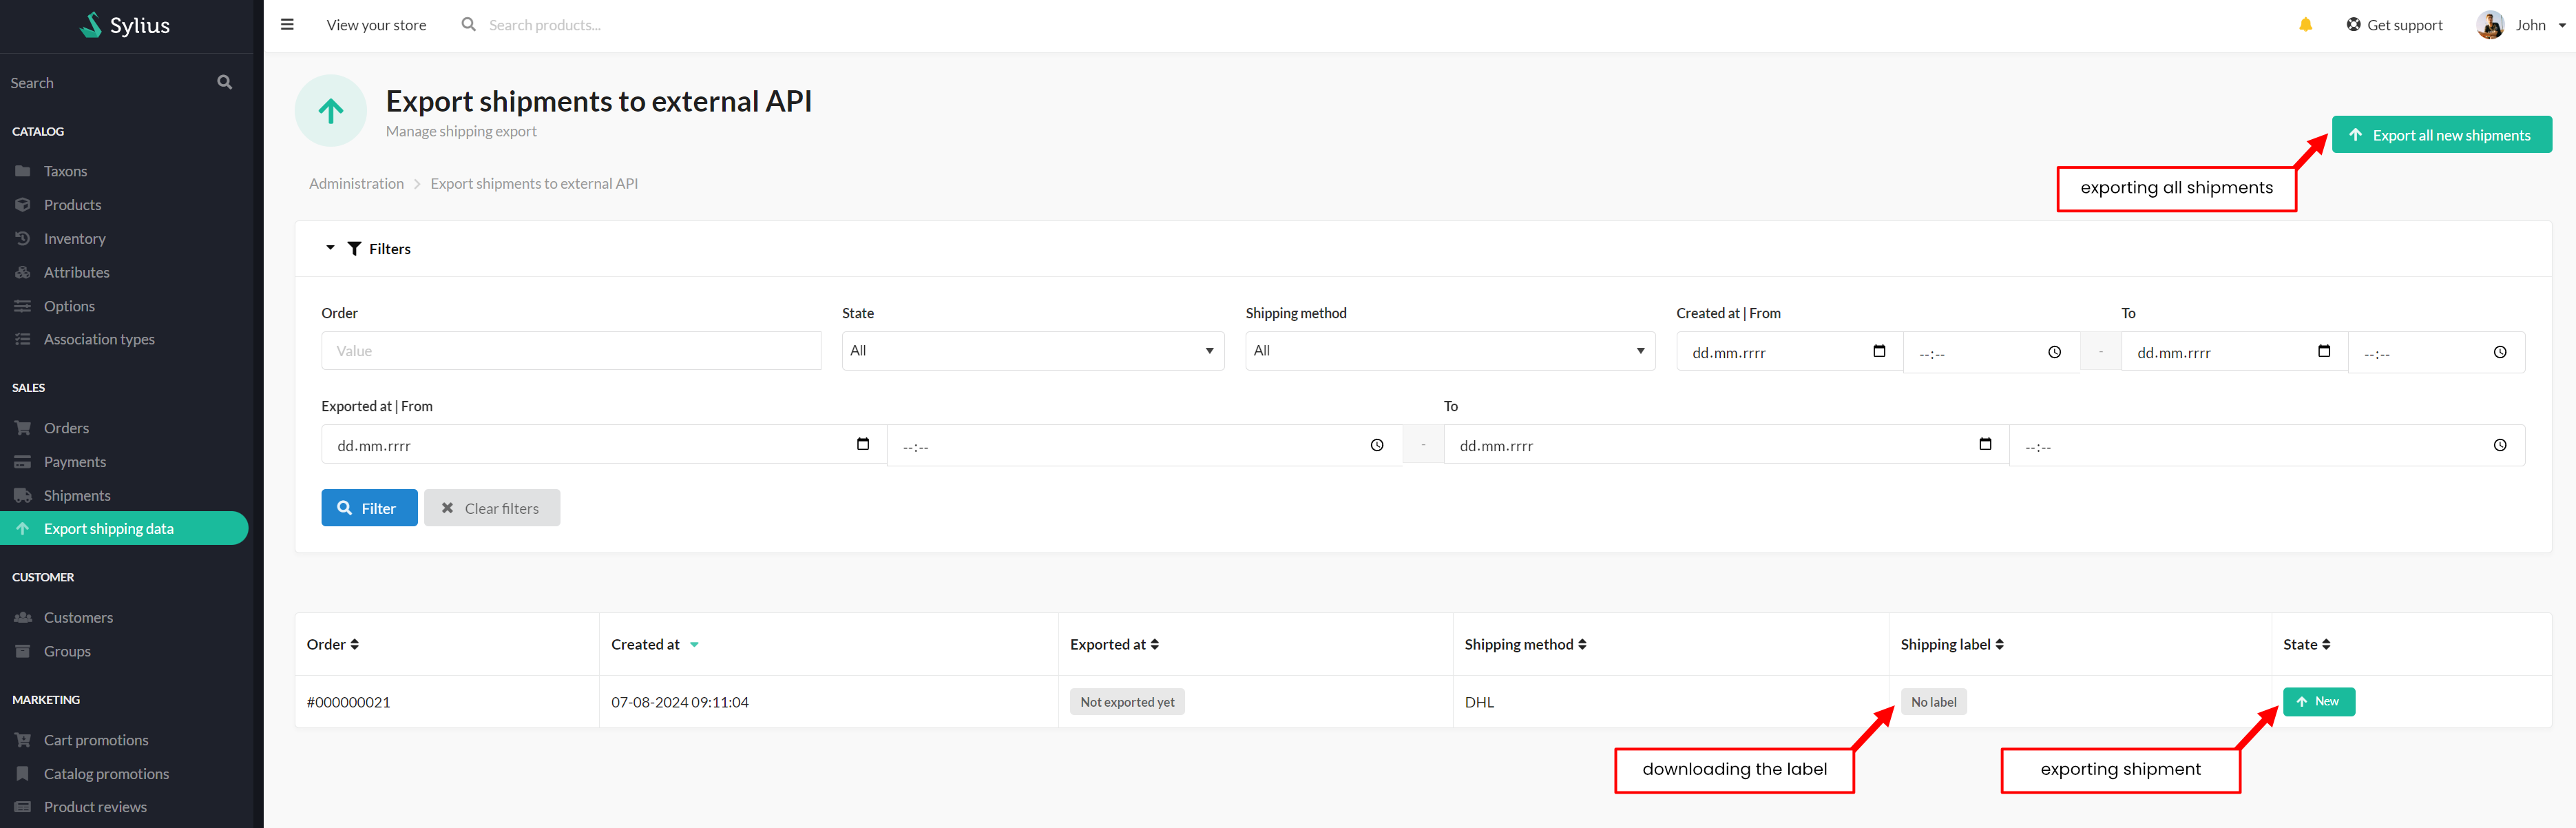 Sylius
View your store
Search products...
Get support
John
Search
CATALOG
Taxons
Products
Inventory
Attributes
Options
Association types
SALES
Orders
Payments
Shipments
Export shipping data
CUSTOMER
Customers
Groups
MARKETING
Cart promotions
Catalog promotions
Product reviews
Export shipments to external API
Manage shipping export
Export all new shipments
exporting all shipments
Administration > Export shipments to external API
Filters
Order State Shipping method Created at | From To
Value All All dd.mm.rrrr --:-- - dd.mm.rrrr --:--
Exported at | From To
dd.mm.rrrr --:-- - dd.mm.rrrr --:--
Filter Clear filters
Order Created at Exported at Shipping method Shipping label State
#000000021 07-08-2024 09:11:04 Not exported yet DHL No label New
downloading the label
exporting shipment